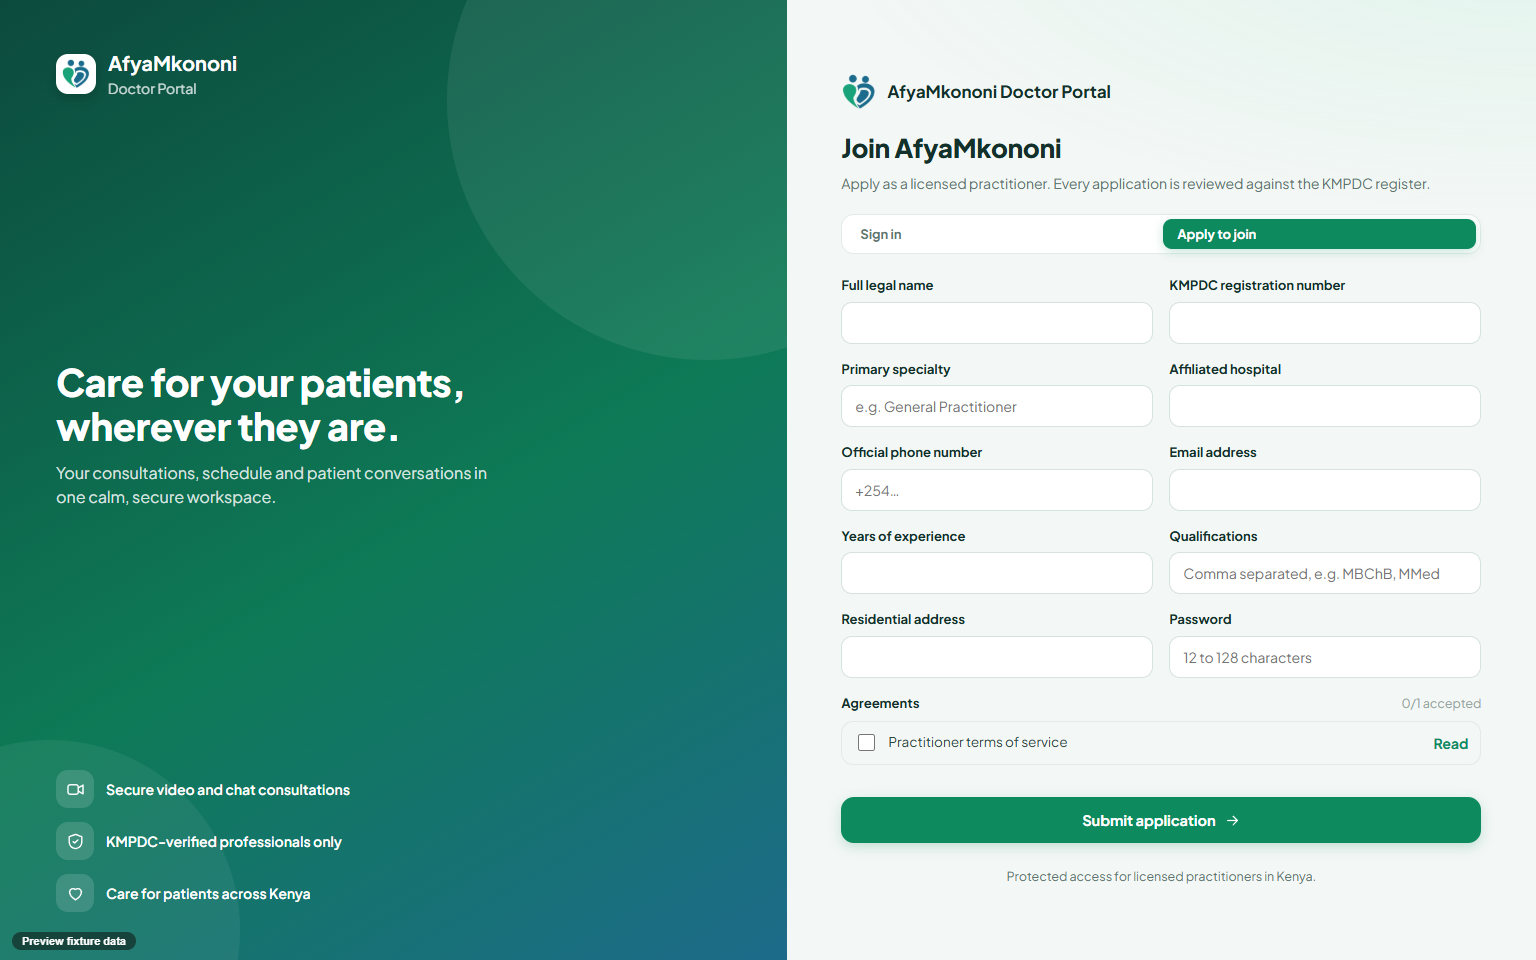 AfyaMkononi
Doctor Portal
Care for your patients,
wherever they are.
Your consultations, schedule and patient conversations in
one calm, secure workspace.
Secure video and chat consultations
KMPDC-verified professionals only
Care for patients across Kenya
Preview fixture data
AfyaMkononi Doctor Portal
Join AfyaMkononi
Apply as a licensed practitioner. Every application is reviewed against the KMPDC register.
Sign in
Apply to join
Full legal name
KMPDC registration number
Primary specialty
Affiliated hospital
e.g. General Practitioner
Official phone number
Email address
+254...
Years of experience
Qualifications
Comma separated, e.g. MBChB, MMed
Residential address
Password
12 to 128 characters
Agreements
0/1 accepted
Practitioner terms of service
Read
Submit application →
Protected access for licensed practitioners in Kenya.